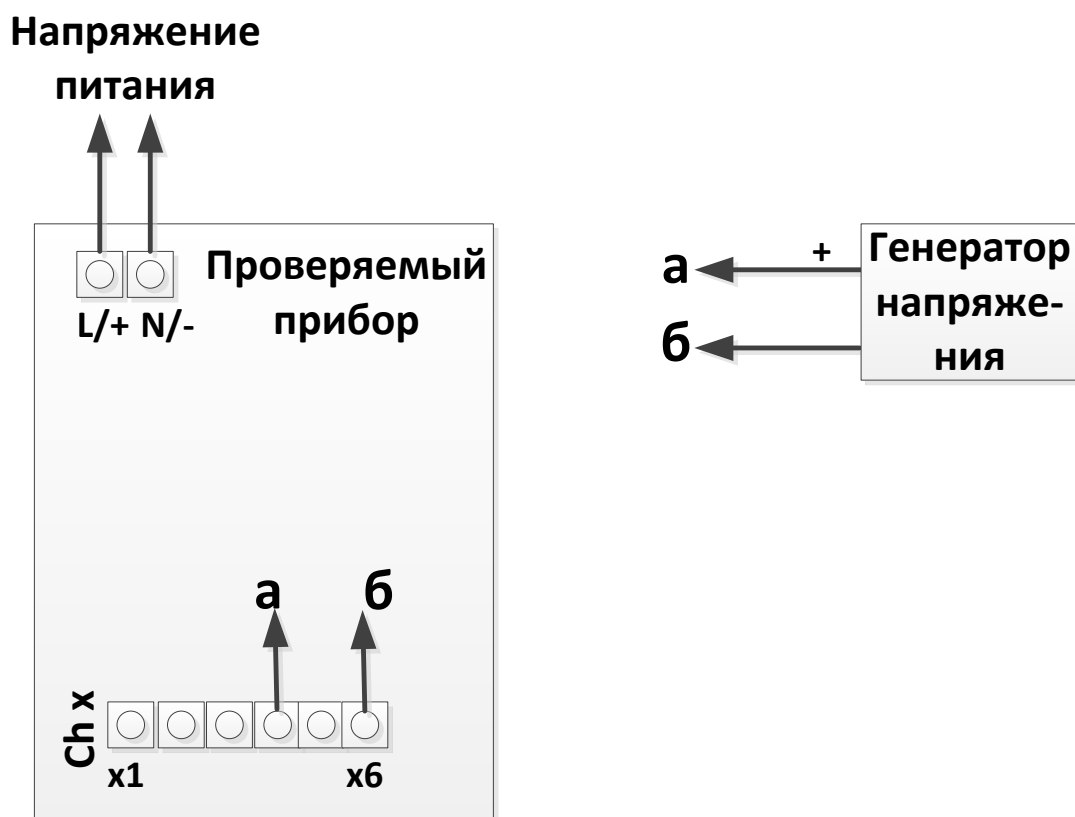 Напряжение
питания
Проверяемый
прибор
L/+ N/-
а
б
+
Генератор
напряже-
ния
а
б
Ch x
x1
x6